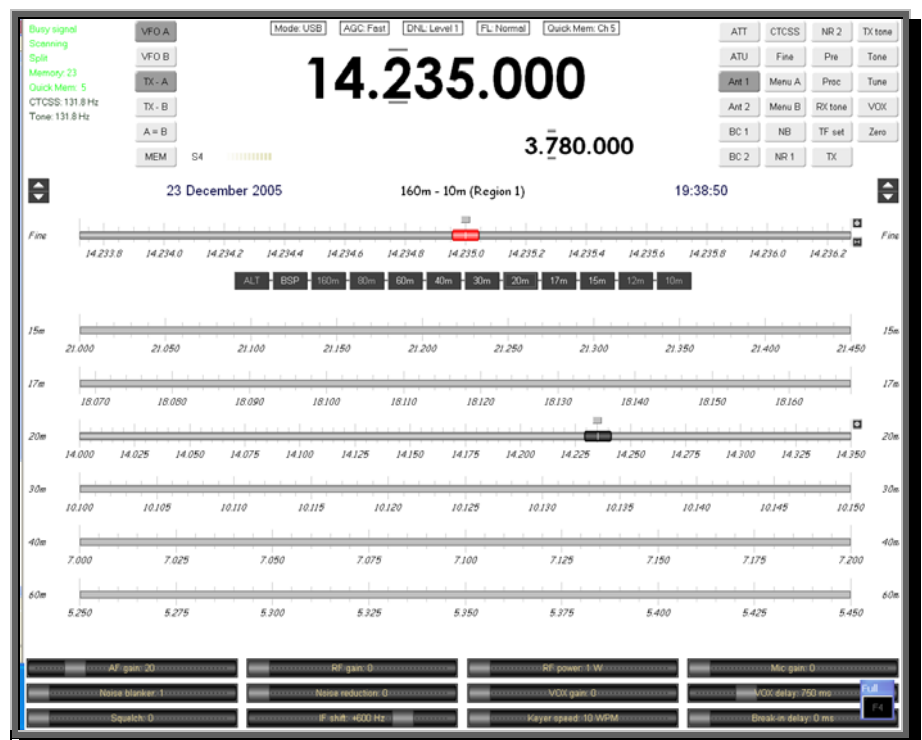 Busy signal
Scanning
Split
Memory: 23
Quick Mem: 5
CTCSS: 131.8 Hz
Tone: 131.8 Hz
VFO A
VFO B
TX - A
TX - B
A = B
MEM
S4
Mode: USB AGC: Fast DNL: Level 1 FL: Normal Quick Mem: Ch 5
14.235.000
3.780.000
ATT CTCSS NR 2 TX tone
ATU Fine Pre Tone
Ant 1 Menu A Proc Tune
Ant 2 Menu B RX tone VOX
BC 1 NB TF set Zero
BC 2 NR 1 TX
23 December 2005 160m - 10m (Region 1) 19:38:50
Fine Fine
14.233.8 14.234.0 14.234.2 14.234.4 14.234.6 14.234.8 14.235.0 14.235.2 14.235.4 14.235.6 14.235.8 14.236.0 14.236.2
ALT BSP 160m 80m 60m 40m 30m 20m 17m 15m 12m 10m
15m 15m
21.000 21.050 21.100 21.150 21.200 21.250 21.300 21.350 21.400 21.450
17m 17m
18.070 18.080 18.090 18.100 18.110 18.120 18.130 18.140 18.150 18.160
20m 20m
14.000 14.025 14.050 14.075 14.100 14.125 14.150 14.175 14.200 14.225 14.250 14.275 14.300 14.325 14.350
30m 30m
10.100 10.105 10.110 10.115 10.120 10.125 10.130 10.135 10.140 10.145 10.150
40m 40m
7.000 7.025 7.050 7.075 7.100 7.125 7.150 7.175 7.200
60m 60m
5.250 5.275 5.300 5.325 5.350 5.375 5.400 5.425 5.450
AF gain: 20 RF gain: 0 RF power: 1 W Mic gain: 0
Noise blanker: 1 Noise reduction: 0 VOX gain: 0 VOX delay: 750 ms
Squelch: 0 IF shift: +600 Hz Keyer speed: 10 WPM Break-in delay: 0 ms
Full
F4